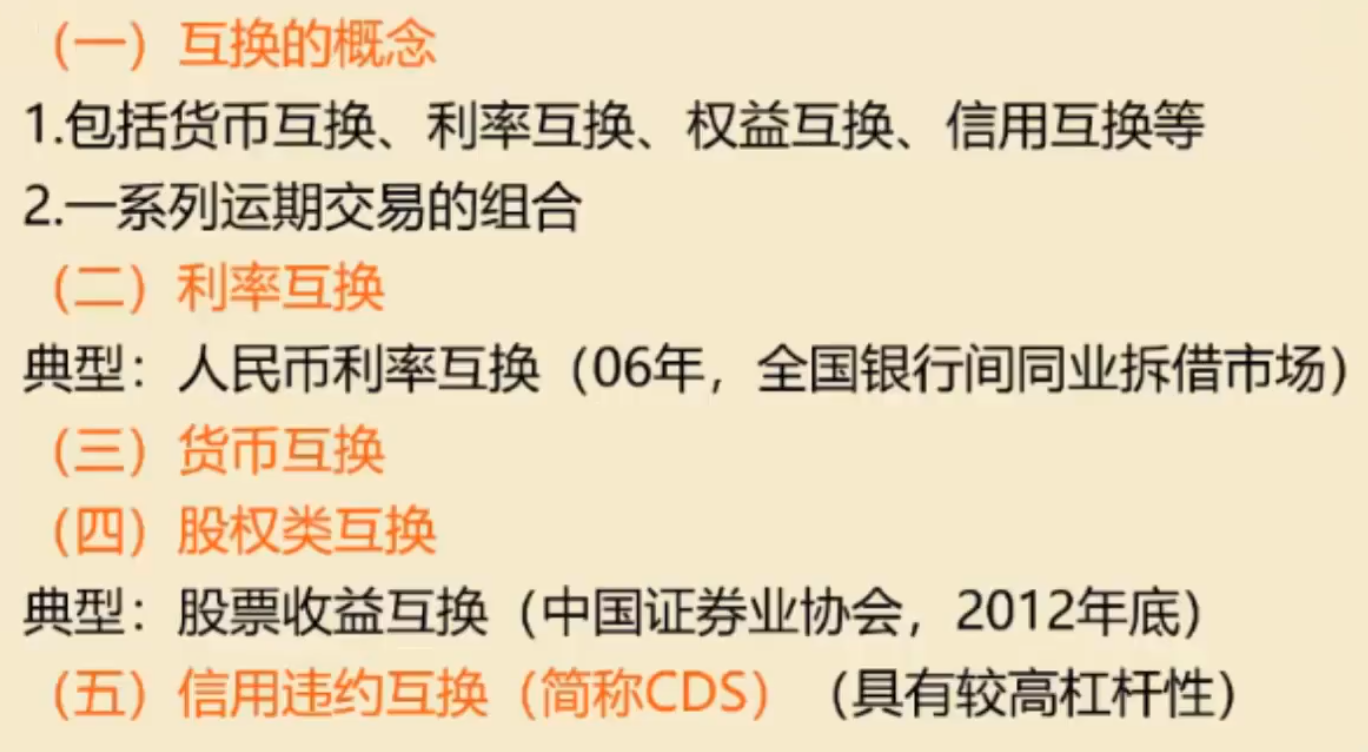 （一）互换的概念
1.包括货币互换、利率互换、权益互换、信用互换等
2.一系列运期交易的组合
（二）利率互换
典型：人民币利率互换（06年，全国银行间同业拆借市场）
（三）货币互换
（四）股权类互换
典型：股票收益互换（中国证券业协会，2012年底）
（五）信用违约互换（简称CDS）（具有较高杠杆性）